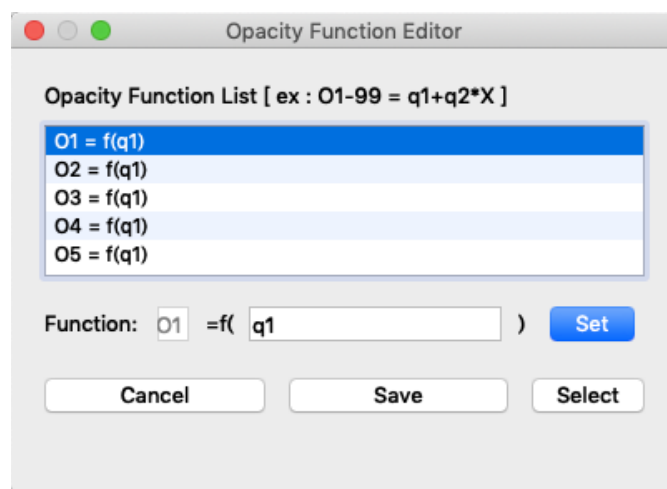 Opacity Function Editor
Opacity Function List [ ex : O1-99 = q1+q2*X ]
O1 = f(q1)
O2 = f(q1)
O3 = f(q1)
O4 = f(q1)
O5 = f(q1)
Function: O1 =f( q1 ) Set
Cancel Save Select